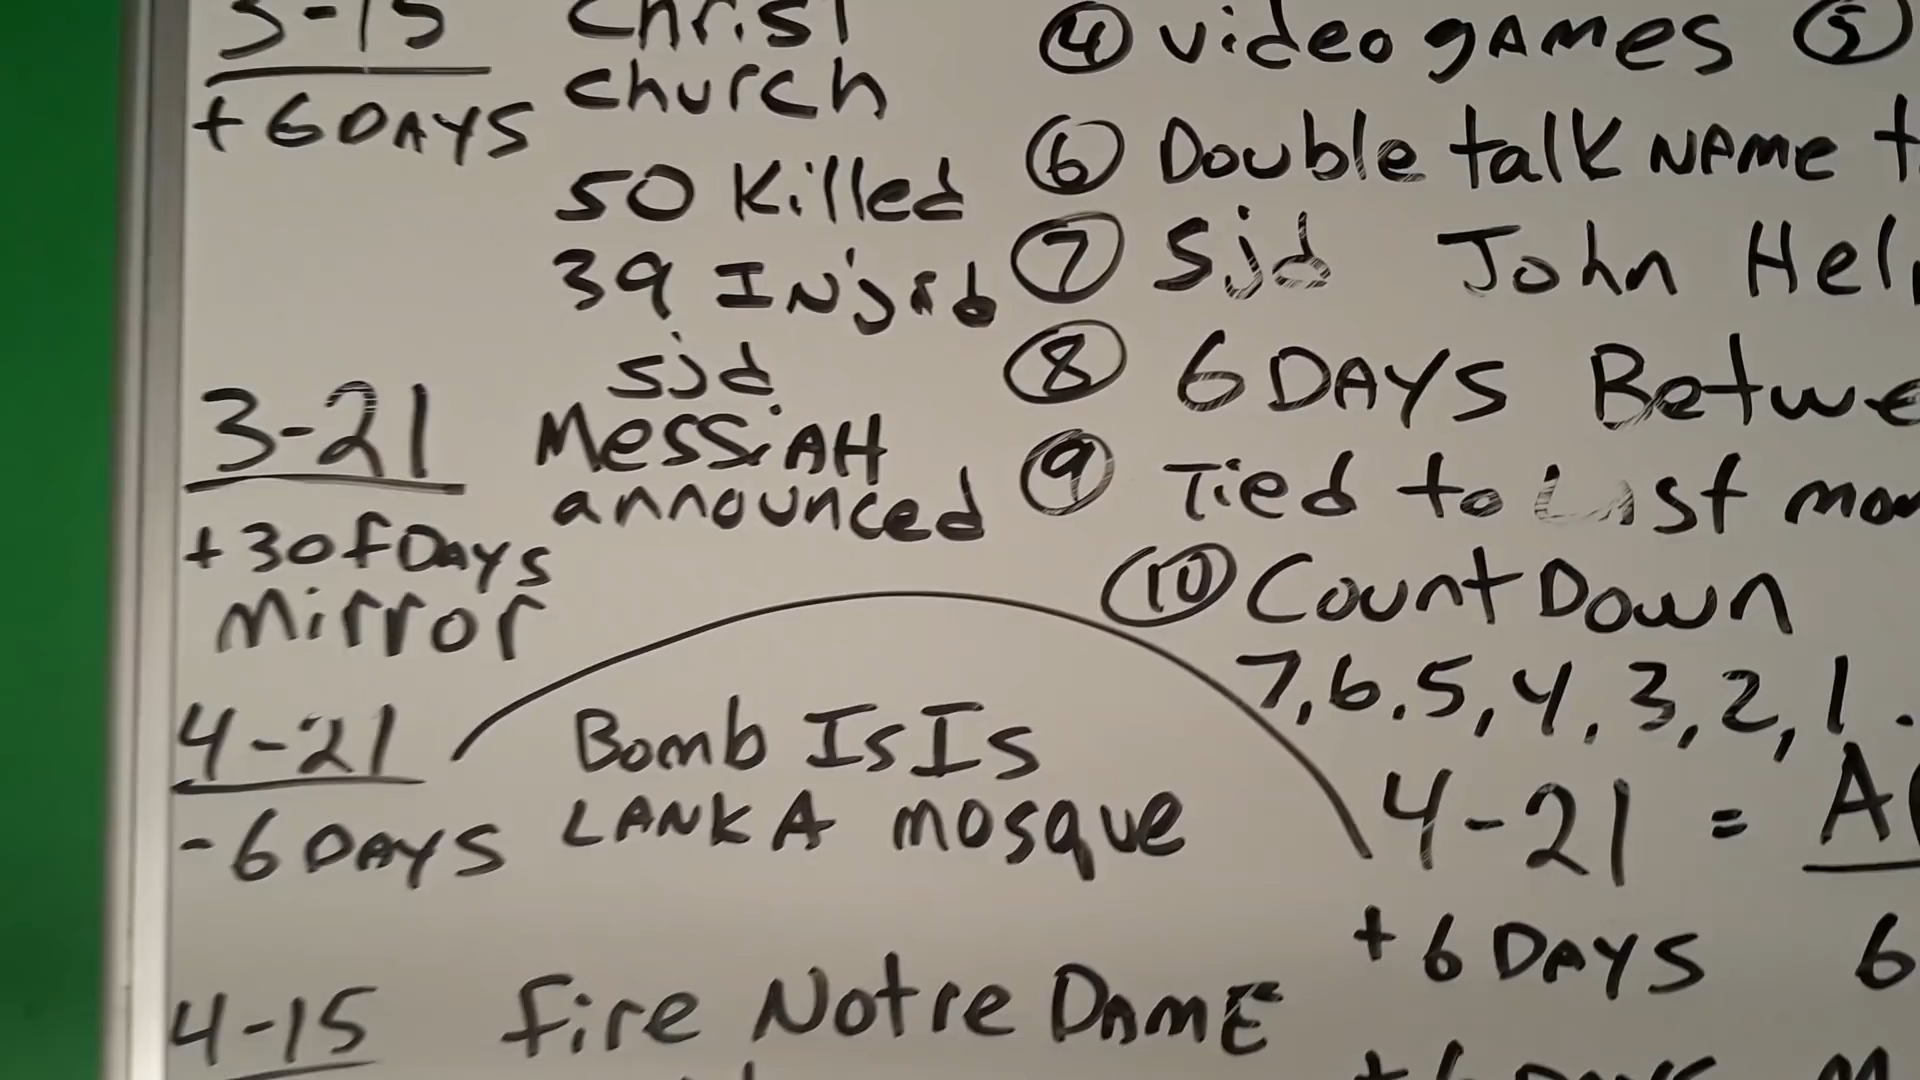 3-15 Christ
church
+6 DAYS
50 Killed
39 INjrd
sjd
3-21 MessiAH
announced
+30 f DAYS
Mirror
4-21 Bomb IsIs
LANKA mosque
-6 DAYS
4-15 fire Notre DAME
④ video gAMes ⑤
⑥ Double talk NAMe
⑦ Sjd John Hel
⑧ 6 DAYS Betwe
⑨ Tied to Last
⑩ CountDown
7,6,5,4,3,2,1.
4-21 =
+6 DAYS 6